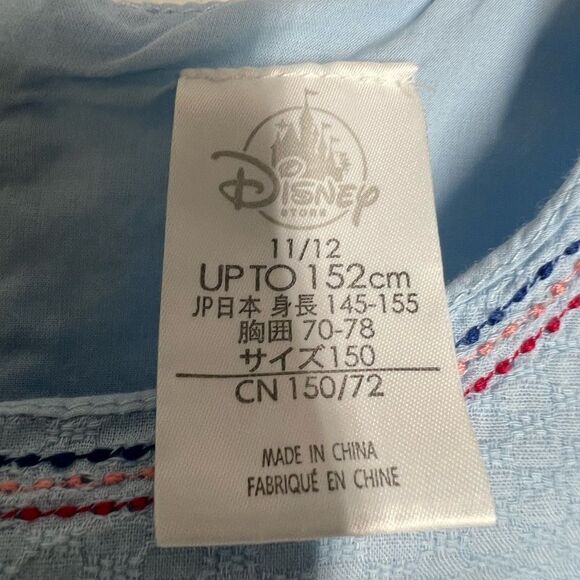 Disney
STORE
11/12
UP TO 152cm
JP日本 身長 145-155
胸囲 70-78
サイズ150
CN 150/72
MADE IN CHINA
FABRIQUÉ EN CHINE